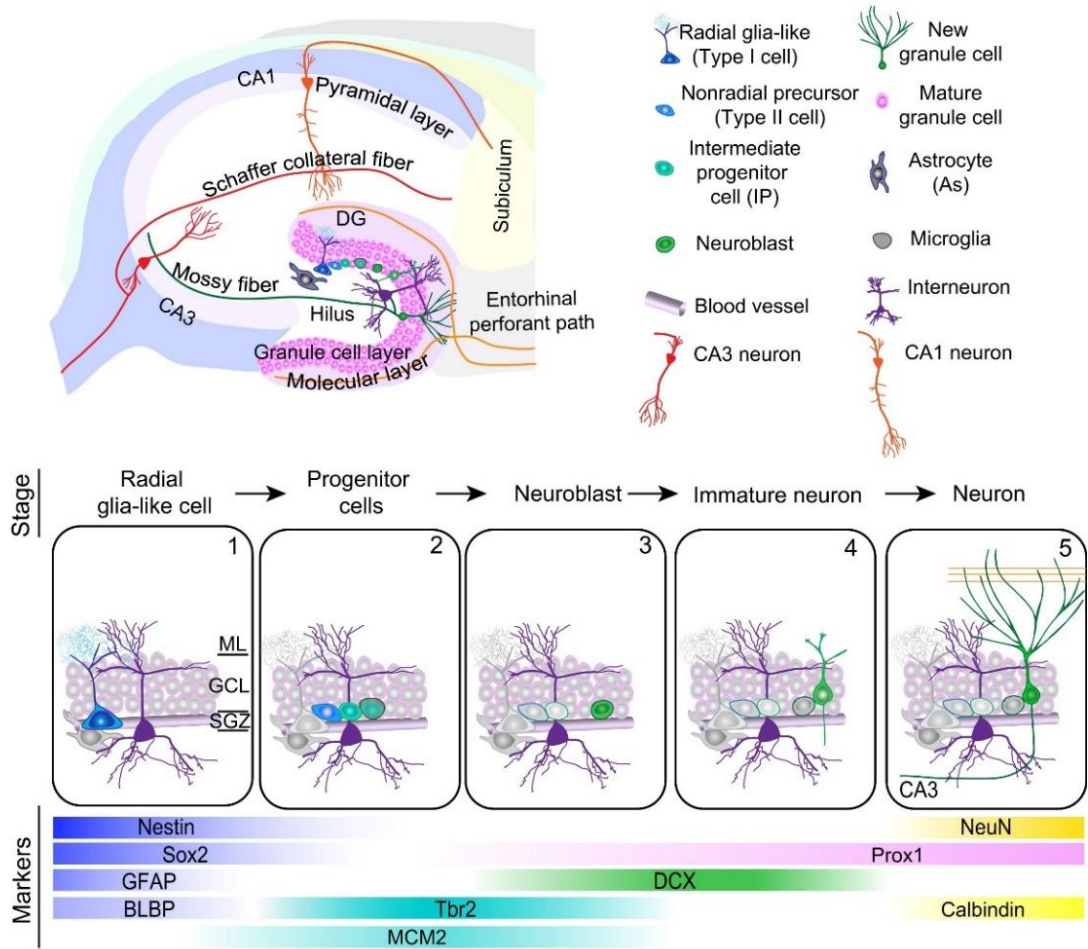 CA1
Pyramidal layer
Schaffer collateral fiber
Subiculum
DG
Mossy fiber
CA3
Hilus
Entorhinal
perforant path
Granule cell layer
Molecular layer
Radial glia-like
(Type I cell)
New
granule cell
Nonradial precursor
(Type II cell)
Mature
granule cell
Intermediate
progenitor
cell (IP)
Astrocyte
(As)
Neuroblast
Microglia
Blood vessel
Interneuron
CA3 neuron
CA1 neuron
Stage
Radial
glia-like cell
Progenitor
cells
Neuroblast
Immature neuron
Neuron
1
2
3
4
5
ML
GCL
SGZ
CA3
Markers
Nestin
NeuN
Sox2
Prox1
GFAP
DCX
BLBP
Tbr2
Calbindin
MCM2